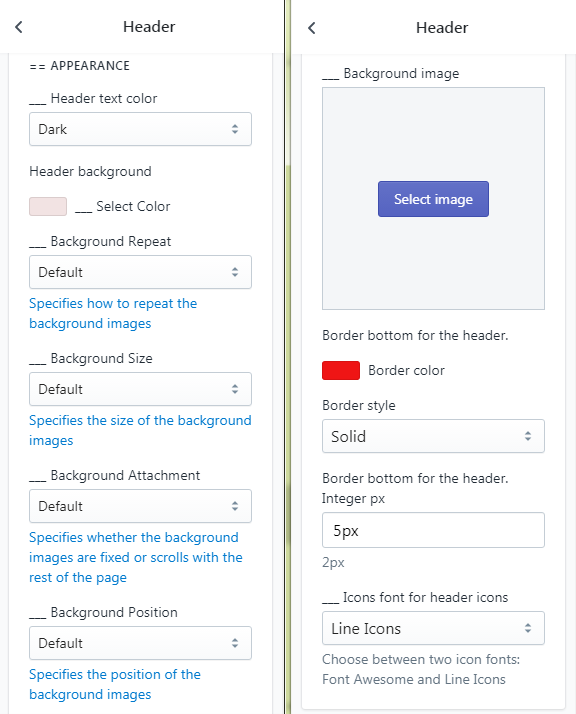 Header
== APPEARANCE
___ Header text color
Dark
Header background
___ Select Color
___ Background Repeat
Default
Specifies how to repeat the
background images
___ Background Size
Default
Specifies the size of the background
images
___ Background Attachment
Default
Specifies whether the background
images are fixed or scrolls with the
rest of the page
___ Background Position
Default
Specifies the position of the
background images
Header
___ Background image
Select image
Border bottom for the header.
Border color
Border style
Solid
Border bottom for the header.
Integer px
5px
2px
___ Icons font for header icons
Line Icons
Choose between two icon fonts:
Font Awesome and Line Icons